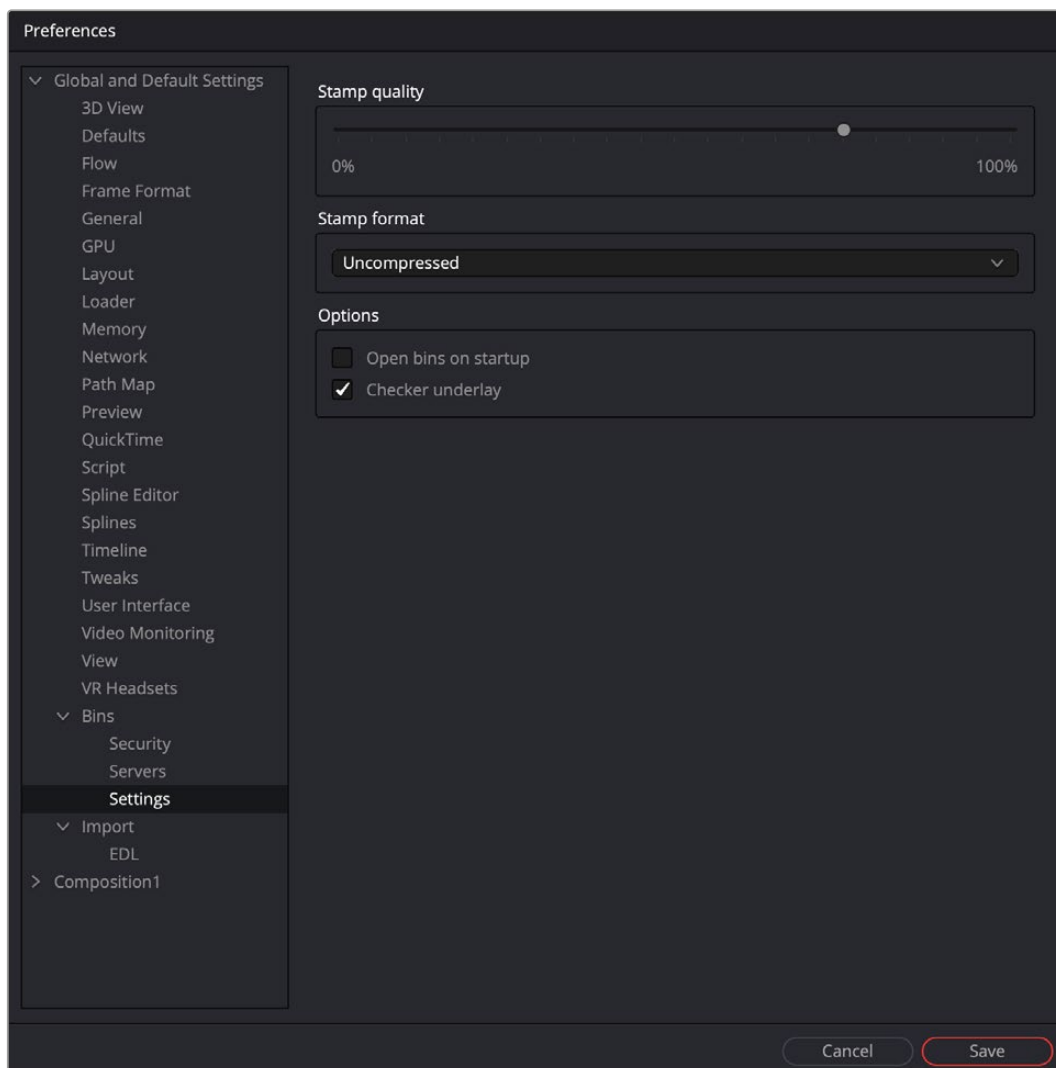 Preferences
Global and Default Settings
3D View
Defaults
Flow
Frame Format
General
GPU
Layout
Loader
Memory
Network
Path Map
Preview
QuickTime
Script
Spline Editor
Splines
Timeline
Tweaks
User Interface
Video Monitoring
View
VR Headsets
Bins
Security
Servers
Settings
Import
EDL
Composition1
Stamp quality
0% 100%
Stamp format
Uncompressed
Options
Open bins on startup
Checker underlay
Cancel Save